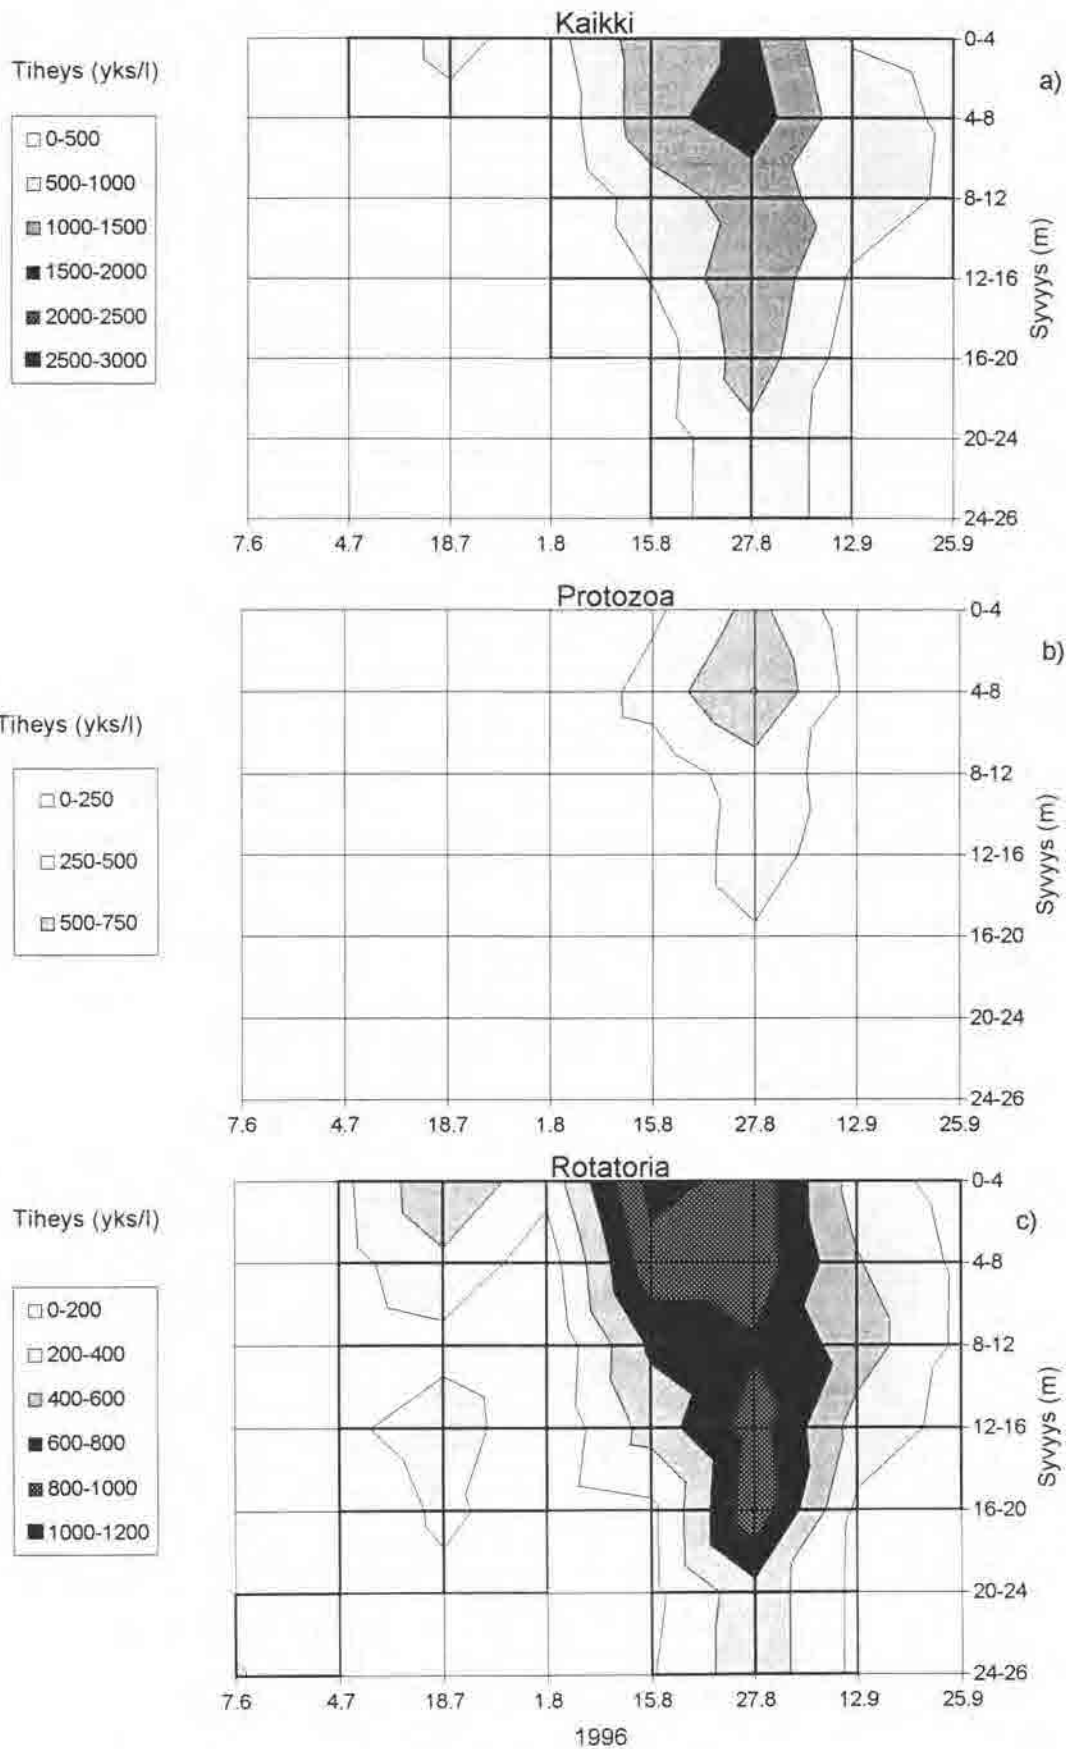 Kaikki
Tiheys (yks/l)
0-500
500-1000
1000-1500
1500-2000
2000-2500
2500-3000
a)
0-4
4-8
8-12
12-16
16-20
20-24
24-26
Syvyys (m)
7.6 4.7 18.7 1.8 15.8 27.8 12.9 25.9
Protozoa
Tiheys (yks/l)
0-250
250-500
500-750
b)
0-4
4-8
8-12
12-16
16-20
20-24
24-26
Syvyys (m)
7.6 4.7 18.7 1.8 15.8 27.8 12.9 25.9
Rotatoria
Tiheys (yks/l)
0-200
200-400
400-600
600-800
800-1000
1000-1200
c)
0-4
4-8
8-12
12-16
16-20
20-24
24-26
Syvyys (m)
7.6 4.7 18.7 1.8 15.8 27.8 12.9 25.9
1996